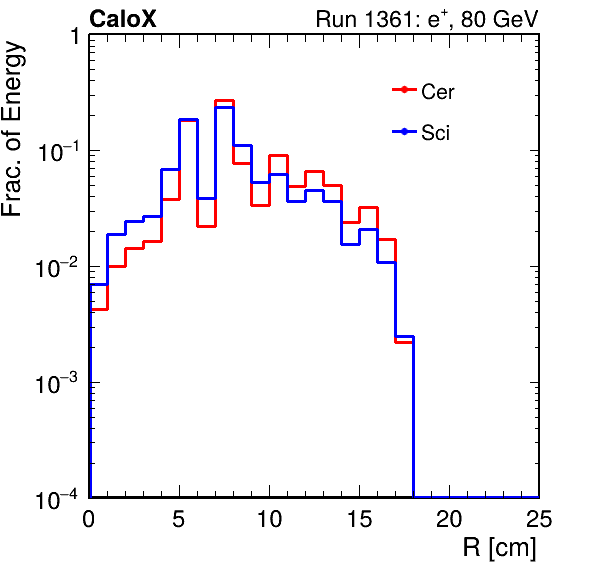 CaloX Run 1361: e⁺, 80 GeV
Frac. of Energy
1
10⁻¹
10⁻²
10⁻³
10⁻⁴
Cer
Sci
0 5 10 15 20 25
R [cm]